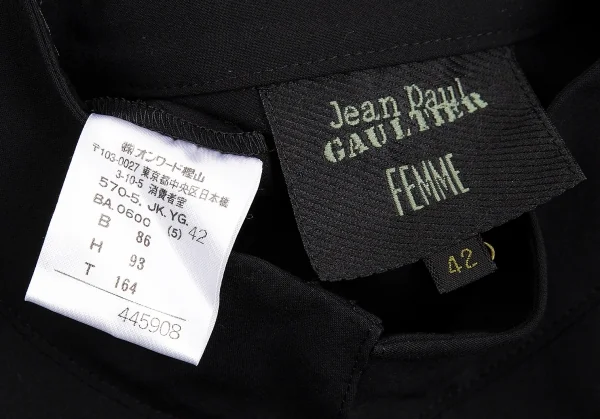 ㈱オンワード樫山
〒103-0027 東京都中央区日本橋
3-10-5 消費者室
570-5. JK.YG.
BA.0600 (5) 42
B 86
H 93
T 164
445908
Jean Paul
GAULTIER
FEMME
42